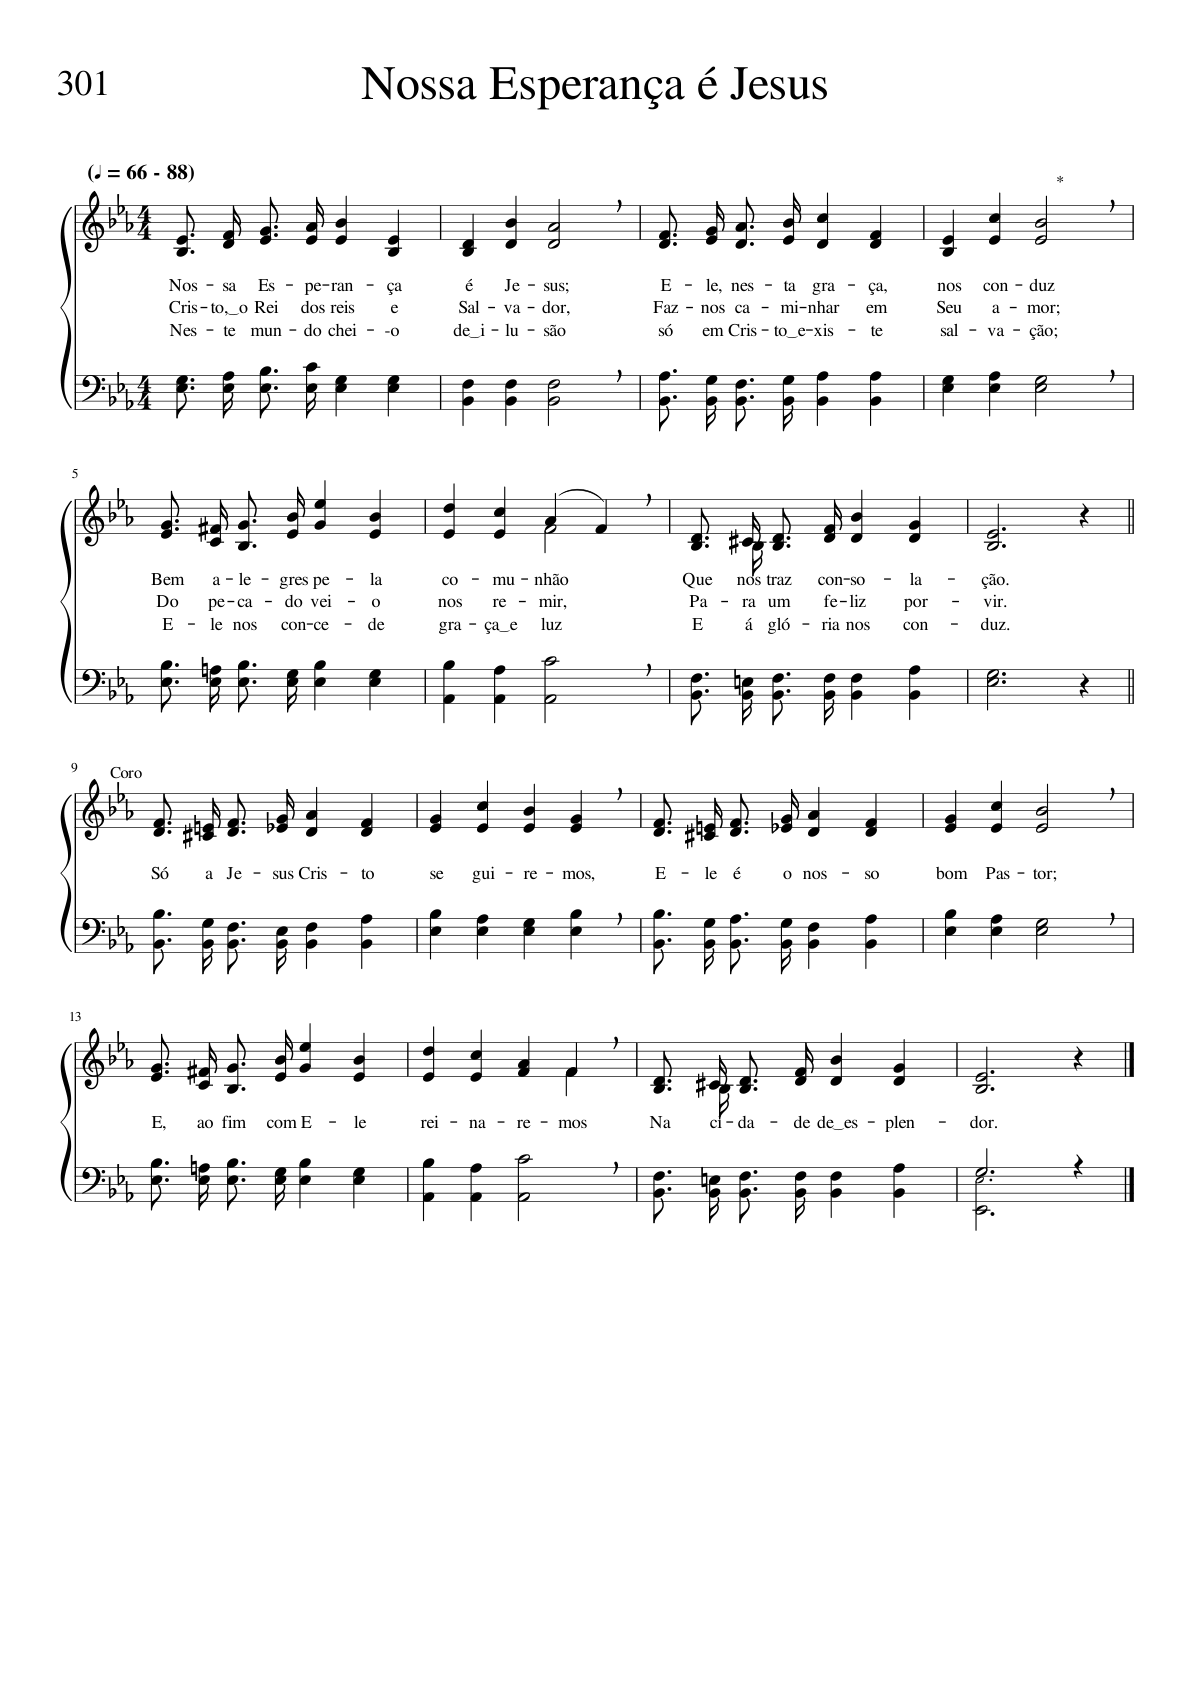 301
Nossa Esperança é Jesus
(♩ = 66 - 88)
*
Nos - sa Es - pe - ran - ça é Je - sus; E - le, nes - ta gra - ça, nos con - duz
Cris - to,‿o Rei dos reis e Sal - va - dor, Faz - nos ca - mi - nhar em Seu a - mor;
Nes - te mun - do chei - -o de‿i - lu - são só em Cris - to‿e - xis - te sal - va - ção;
5
Bem a - le - gres pe - la co - mu - nhão Que nos traz con - so - la - ção.
Do pe - ca - do vei - o nos re - mir, Pa - ra um fe - liz por - vir.
E - le nos con - ce - de gra - ça‿e luz E á gló - ria nos con - duz.
9
Coro
Só a Je - sus Cris - to se gui - re - mos, E - le é o nos - so bom Pas - tor;
13
E, ao fim com E - le rei - na - re - mos Na ci - da - de de‿es - plen - dor.